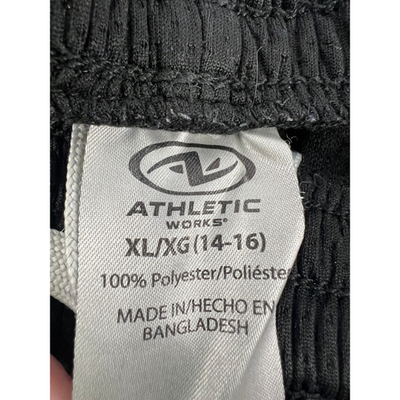 ATHLETIC
WORKS®
XL/XG (14-16)
100% Polyester/Poliéster
MADE IN/HECHO EN
BANGLADESH